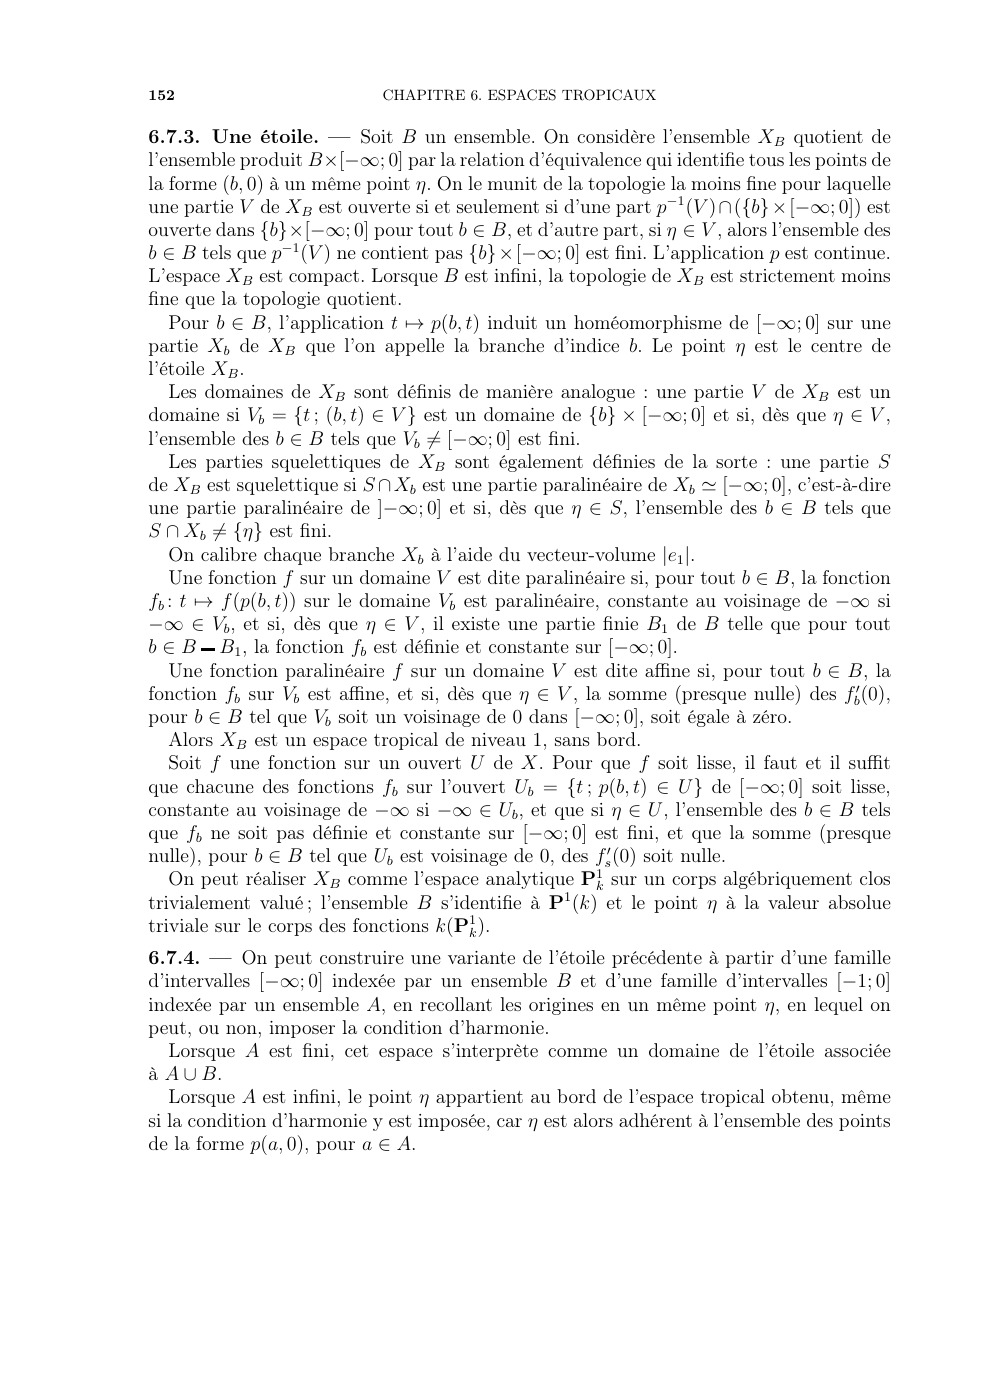 152 CHAPITRE 6. ESPACES TROPICAUX
6.7.3. Une étoile. — Soit B un ensemble. On considère l'ensemble X_B quotient de
l'ensemble produit B×[−∞; 0] par la relation d'équivalence qui identifie tous les points de
la forme (b, 0) à un même point η. On le munit de la topologie la moins fine pour laquelle
une partie V de X_B est ouverte si et seulement si d'une part p⁻¹(V)∩({b}×[−∞; 0]) est
ouverte dans {b}×[−∞; 0] pour tout b ∈ B, et d'autre part, si η ∈ V, alors l'ensemble des
b ∈ B tels que p⁻¹(V) ne contient pas {b}×[−∞; 0] est fini. L'application p est continue.
L'espace X_B est compact. Lorsque B est infini, la topologie de X_B est strictement moins
fine que la topologie quotient.
Pour b ∈ B, l'application t ↦ p(b, t) induit un homéomorphisme de [−∞; 0] sur une
partie X_b de X_B que l'on appelle la branche d'indice b. Le point η est le centre de
l'étoile X_B.
Les domaines de X_B sont définis de manière analogue : une partie V de X_B est un
domaine si V_b = {t ; (b, t) ∈ V} est un domaine de {b} × [−∞; 0] et si, dès que η ∈ V,
l'ensemble des b ∈ B tels que V_b ≠ [−∞; 0] est fini.
Les parties squelettiques de X_B sont également définies de la sorte : une partie S
de X_B est squelettique si S∩X_b est une partie paralinéaire de X_b ≃ [−∞; 0], c'est-à-dire
une partie paralinéaire de ]−∞; 0] et si, dès que η ∈ S, l'ensemble des b ∈ B tels que
S ∩ X_b ≠ {η} est fini.
On calibre chaque branche X_b à l'aide du vecteur-volume |e₁|.
Une fonction f sur un domaine V est dite paralinéaire si, pour tout b ∈ B, la fonction
f_b : t ↦ f(p(b, t)) sur le domaine V_b est paralinéaire, constante au voisinage de −∞ si
−∞ ∈ V_b, et si, dès que η ∈ V, il existe une partie finie B₁ de B telle que pour tout
b ∈ B − B₁, la fonction f_b est définie et constante sur [−∞; 0].
Une fonction paralinéaire f sur un domaine V est dite affine si, pour tout b ∈ B, la
fonction f_b sur V_b est affine, et si, dès que η ∈ V, la somme (presque nulle) des f′_b(0),
pour b ∈ B tel que V_b soit un voisinage de 0 dans [−∞; 0], soit égale à zéro.
Alors X_B est un espace tropical de niveau 1, sans bord.
Soit f une fonction sur un ouvert U de X. Pour que f soit lisse, il faut et il suffit
que chacune des fonctions f_b sur l'ouvert U_b = {t ; p(b, t) ∈ U} de [−∞; 0] soit lisse,
constante au voisinage de −∞ si −∞ ∈ U_b, et que si η ∈ U, l'ensemble des b ∈ B tels
que f_b ne soit pas définie et constante sur [−∞; 0] est fini, et que la somme (presque
nulle), pour b ∈ B tel que U_b est voisinage de 0, des f′_s(0) soit nulle.
On peut réaliser X_B comme l'espace analytique P¹_k sur un corps algébriquement clos
trivialement valué ; l'ensemble B s'identifie à P¹(k) et le point η à la valeur absolue
triviale sur le corps des fonctions k(P¹_k).
6.7.4. — On peut construire une variante de l'étoile précédente à partir d'une famille
d'intervalles [−∞; 0] indexée par un ensemble B et d'une famille d'intervalles [−1; 0]
indexée par un ensemble A, en recollant les origines en un même point η, en lequel on
peut, ou non, imposer la condition d'harmonie.
Lorsque A est fini, cet espace s'interprète comme un domaine de l'étoile associée
à A ∪ B.
Lorsque A est infini, le point η appartient au bord de l'espace tropical obtenu, même
si la condition d'harmonie y est imposée, car η est alors adhérent à l'ensemble des points
de la forme p(a, 0), pour a ∈ A.